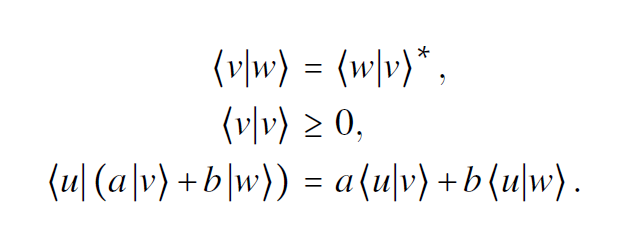 ⟨v|w⟩ = ⟨w|v⟩*,
⟨v|v⟩ ≥ 0,
⟨u|(a|v⟩ + b|w⟩) = a⟨u|v⟩ + b⟨u|w⟩.